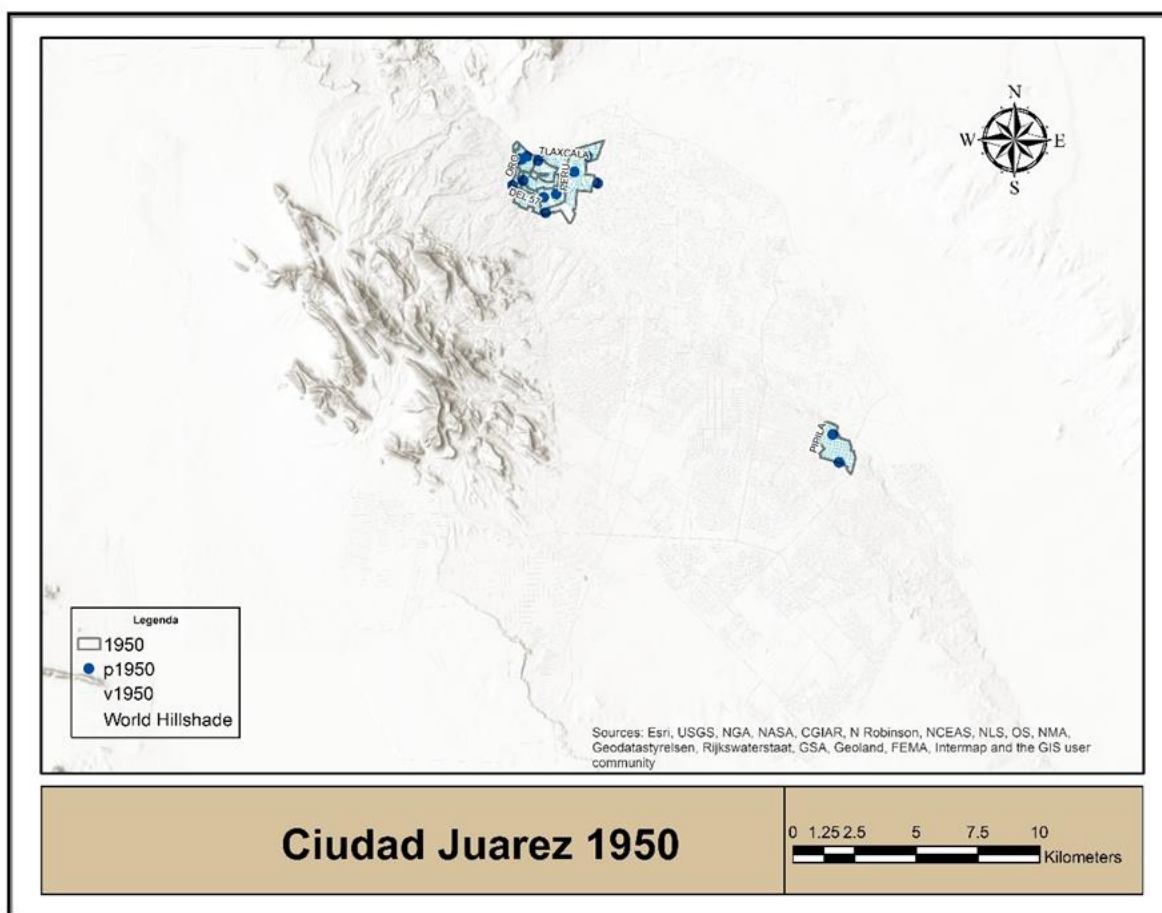 N
W E
S
TLAXCALA
ORO
PERU
DEL 57
PIPILA
Legenda
1950
p1950
v1950
World Hillshade
Sources: Esri, USGS, NGA, NASA, CGIAR, N Robinson, NCEAS, NLS, OS, NMA,
Geodatastyrelsen, Rijkswaterstaat, GSA, Geoland, FEMA, Intermap and the GIS user
community
Ciudad Juarez 1950
0 1.25 2.5 5 7.5 10
Kilometers